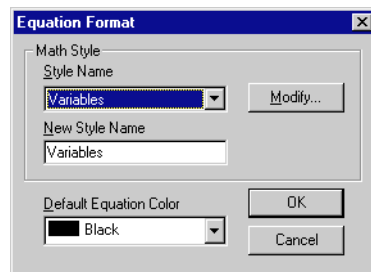 Equation Format
Math Style
Style Name
Variables
Modify...
New Style Name
Variables
Default Equation Color
Black
OK
Cancel